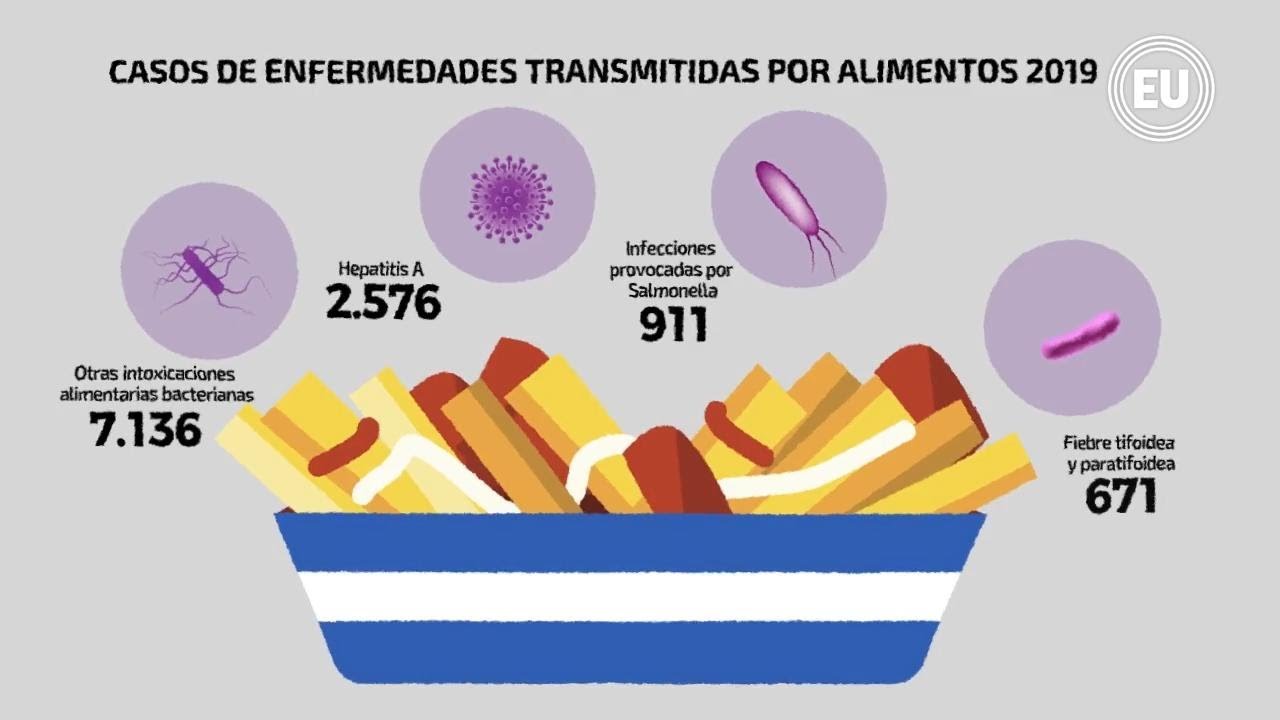 CASOS DE ENFERMEDADES TRANSMITIDAS POR ALIMENTOS 2019
EU
Otras intoxicaciones
alimentarias bacterianas
7.136
Hepatitis A
2.576
Infecciones
provocadas por
Salmonella
911
Fiebre tifoidea
y paratifoidea
671